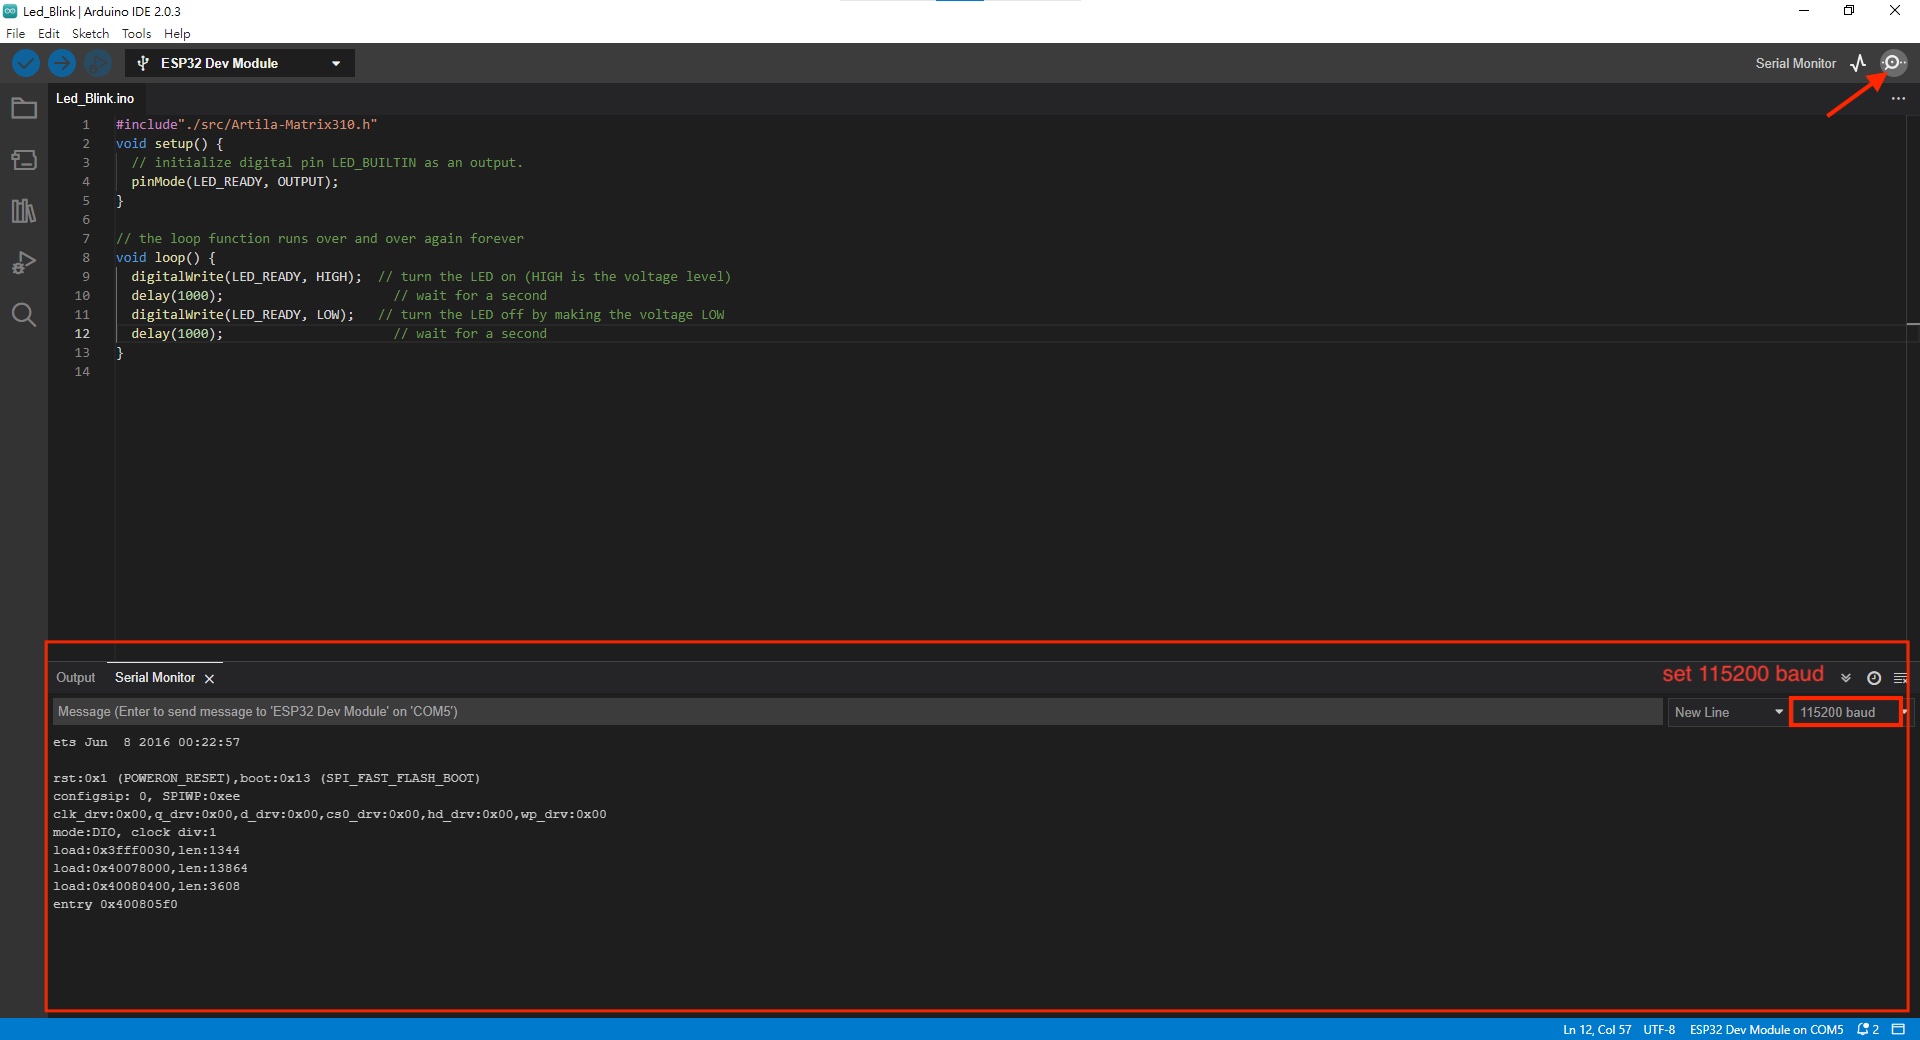 Led_Blink | Arduino IDE 2.0.3
File Edit Sketch Tools Help
ESP32 Dev Module
Serial Monitor
Led_Blink.ino
1 #include"./src/Artila-Matrix310.h"
2 void setup() {
3 // initialize digital pin LED_BUILTIN as an output.
4 pinMode(LED_READY, OUTPUT);
5 }
6
7 // the loop function runs over and over again forever
8 void loop() {
9 digitalWrite(LED_READY, HIGH); // turn the LED on (HIGH is the voltage level)
10 delay(1000); // wait for a second
11 digitalWrite(LED_READY, LOW); // turn the LED off by making the voltage LOW
12 delay(1000); // wait for a second
13 }
14
Output Serial Monitor
set 115200 baud
Message (Enter to send message to 'ESP32 Dev Module' on 'COM5')
New Line
115200 baud
ets Jun  8 2016 00:22:57
rst:0x1 (POWERON_RESET),boot:0x13 (SPI_FAST_FLASH_BOOT)
configsip: 0, SPIWP:0xee
clk_drv:0x00,q_drv:0x00,d_drv:0x00,cs0_drv:0x00,hd_drv:0x00,wp_drv:0x00
mode:DIO, clock div:1
load:0x3fff0030,len:1344
load:0x40078000,len:13864
load:0x40080400,len:3608
entry 0x400805f0
Ln 12, Col 57 UTF-8 ESP32 Dev Module on COM5 2